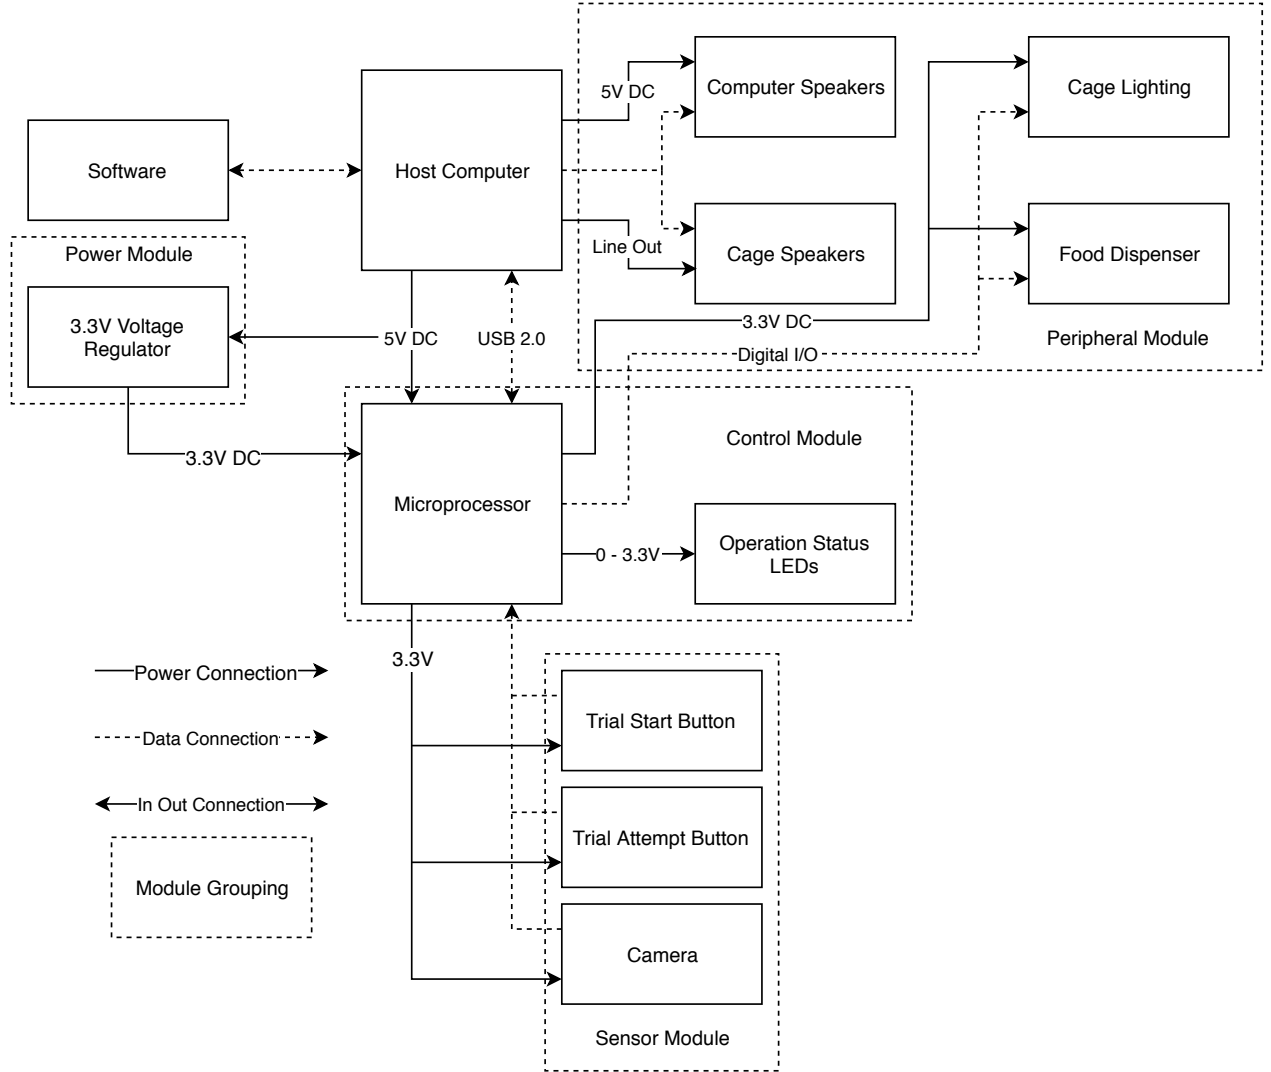 Computer Speakers
Cage Lighting
5V DC
Software
Host Computer
Line Out
Cage Speakers
Food Dispenser
Power Module
3.3V Voltage
Regulator
5V DC
USB 2.0
3.3V DC
Digital I/O
Peripheral Module
3.3V DC
Control Module
Microprocessor
Operation Status
LEDs
0 - 3.3V
3.3V
Power Connection
Data Connection
In Out Connection
Module Grouping
Trial Start Button
Trial Attempt Button
Camera
Sensor Module